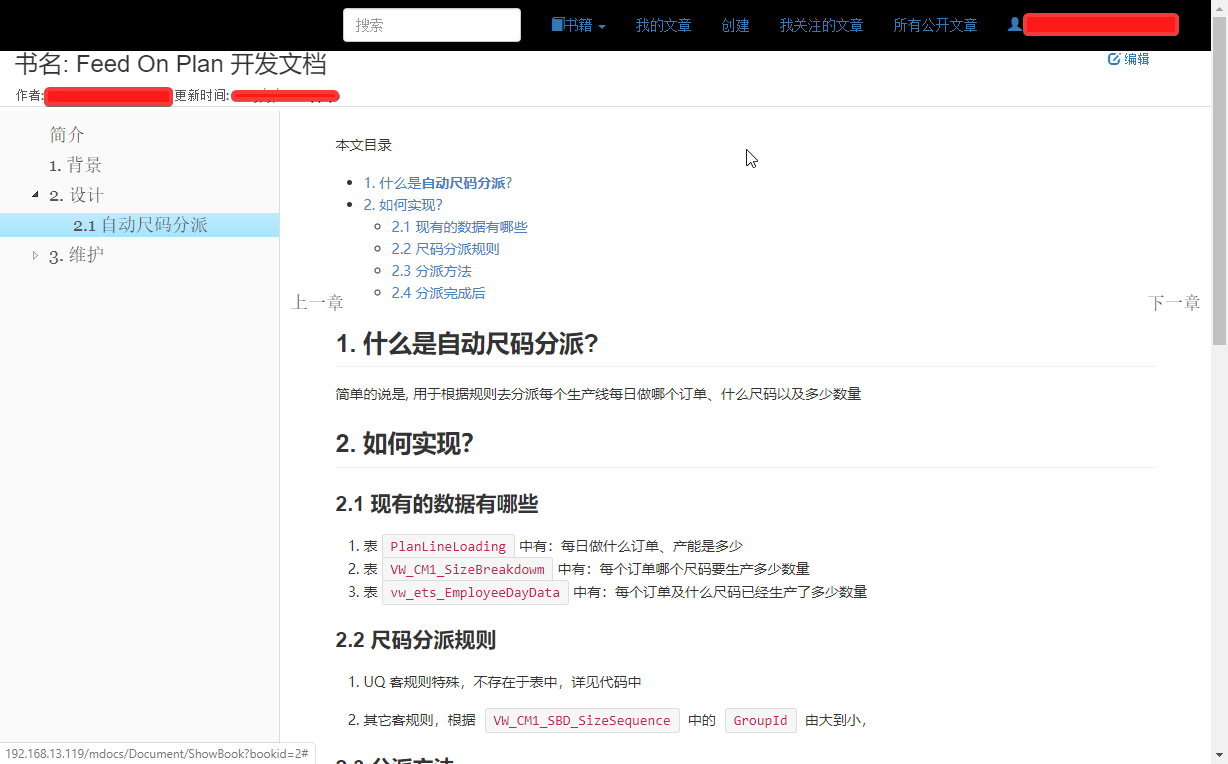 搜索 书籍 我的文章 创建 我关注的文章 所有公开文章
书名: Feed On Plan 开发文档 编辑
作者: 更新时间:
简介
1. 背景
2. 设计
2.1 自动尺码分派
3. 维护
本文目录
1. 什么是自动尺码分派?
2. 如何实现?
2.1 现有的数据有哪些
2.2 尺码分派规则
2.3 分派方法
2.4 分派完成后
上一章 下一章
1. 什么是自动尺码分派?
简单的说是, 用于根据规则去分派每个生产线每日做哪个订单、什么尺码以及多少数量
2. 如何实现?
2.1 现有的数据有哪些
1. 表 PlanLineLoading 中有：每日做什么订单、产能是多少
2. 表 VW_CM1_SizeBreakdowm 中有：每个订单哪个尺码要生产多少数量
3. 表 vw_ets_EmployeeDayData 中有：每个订单及什么尺码已经生产了多少数量
2.2 尺码分派规则
1. UQ 客规则特殊，不存在于表中，详见代码中
2. 其它客规则，根据 VW_CM1_SBD_SizeSequence 中的 GroupId 由大到小，
2.3 分派方法
192.168.13.119/mdocs/Document/ShowBook?bookid=2#